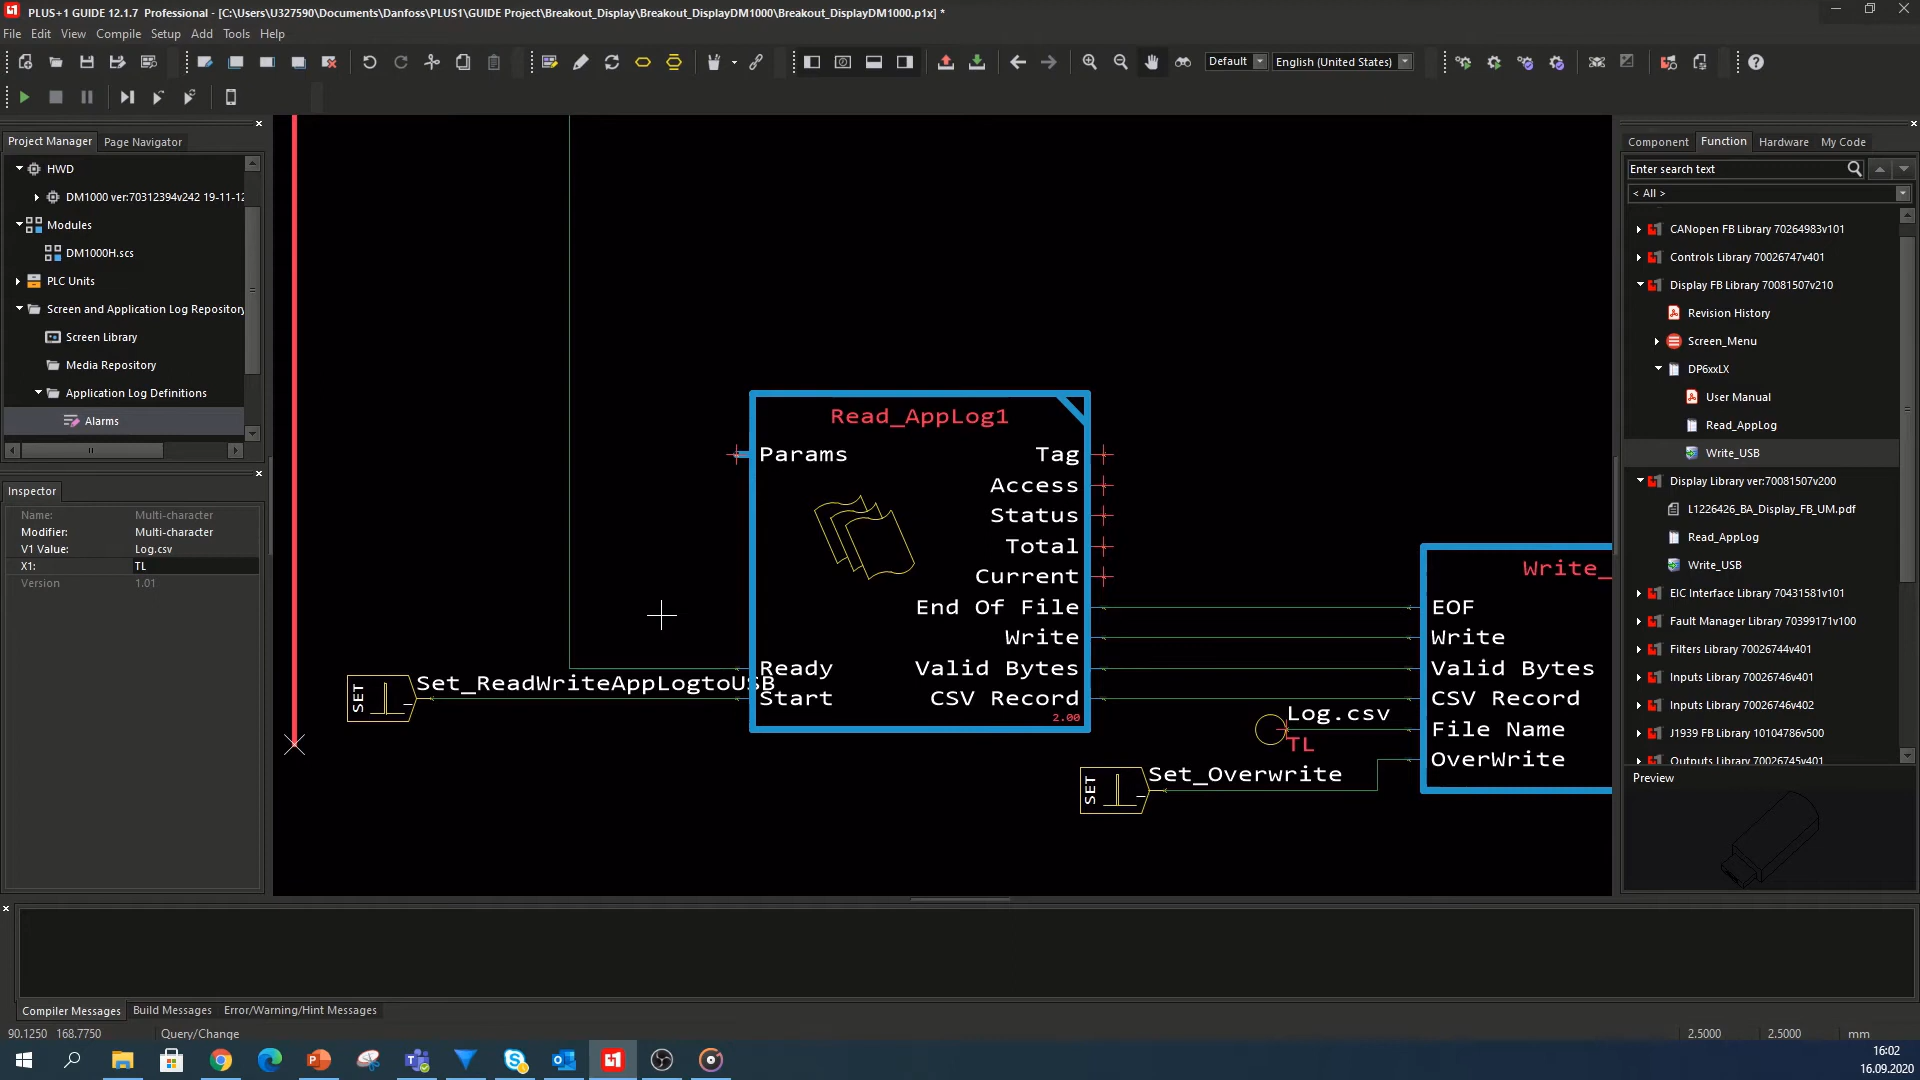 PLUS+1 GUIDE 12.1.7 Professional - [C:\Users\U327590\Documents\Danfoss\PLUS1\GUIDE Project\Breakout_Display\Breakout_DisplayDM1000\Breakout_DisplayDM1000.p1x] *
File Edit View Compile Setup Add Tools Help
Default English (United States)
Project Manager Page Navigator
HWD
DM1000 ver:70312394v242 19-11-12
Modules
DM1000H.scs
PLC Units
Screen and Application Log Repository
Screen Library
Media Repository
Application Log Definitions
Alarms
Inspector
Name: Multi-character
Modifier: Multi-character
V1 Value: Log.csv
X1: TL
Version 1.01
Read_AppLog1
Params Tag
Access
Status
Total
Current
End Of File
Write
Ready Valid Bytes
Start CSV Record
2.00
SET Set_ReadWriteAppLogtoUSB
Write_
EOF
Write
Valid Bytes
CSV Record
File Name
OverWrite
Log.csv
TL
SET Set_Overwrite
Component Function Hardware My Code
Enter search text
< All >
CANopen FB Library 70264983v101
Controls Library 70026747v401
Display FB Library 70081507v210
Revision History
Screen_Menu
DP6xxLX
User Manual
Read_AppLog
Write_USB
Display Library ver:70081507v200
L1226426_BA_Display_FB_UM.pdf
Read_AppLog
Write_USB
EIC Interface Library 70431581v101
Fault Manager Library 70399171v100
Filters Library 70026744v401
Inputs Library 70026746v401
Inputs Library 70026746v402
J1939 FB Library 10104786v500
Outputs Library 70026745v401
Preview
Compiler Messages Build Messages Error/Warning/Hint Messages
90.1250 168.7750 Query/Change 2.5000 2.5000 mm
16:02
16.09.2020